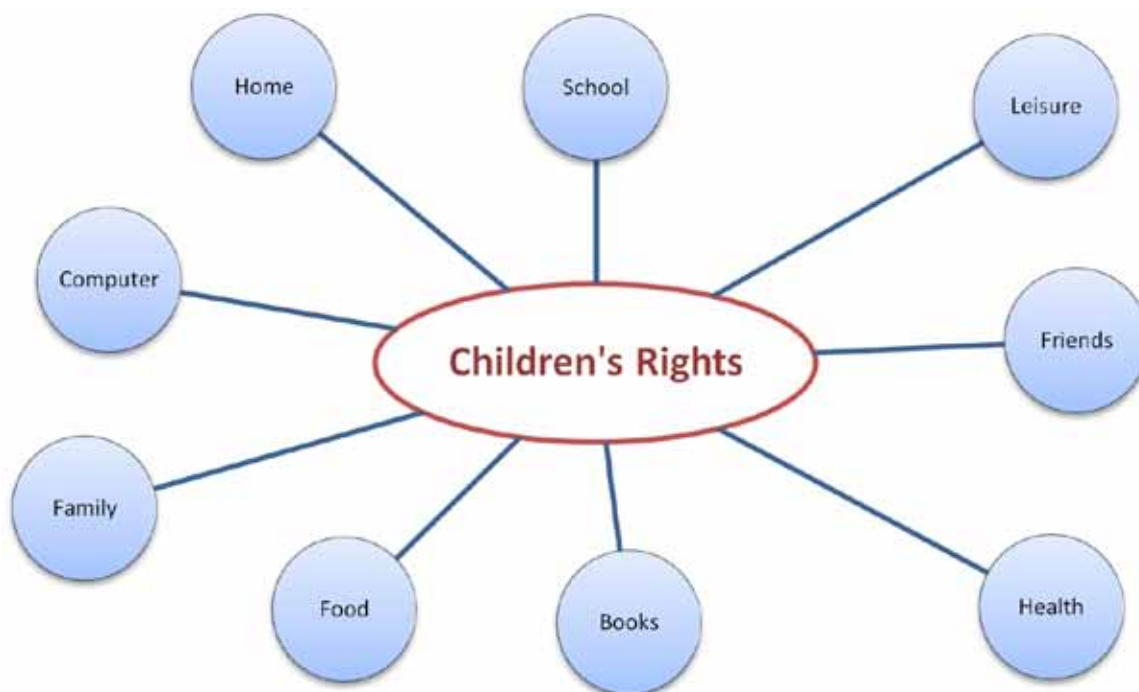 Home
School
Leisure
Computer
Friends
Children's Rights
Family
Food
Books
Health